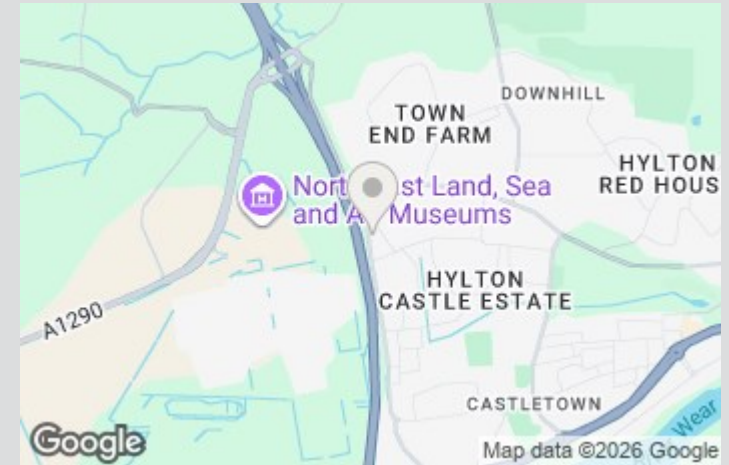 DOWNHILL
TOWN
END FARM
HYLTON
RED HOUS
Nort st Land, Sea
and A Museums
HYLTON
CASTLE ESTATE
A1290
CASTLETOWN
Wear
Google
Map data ©2026 Google